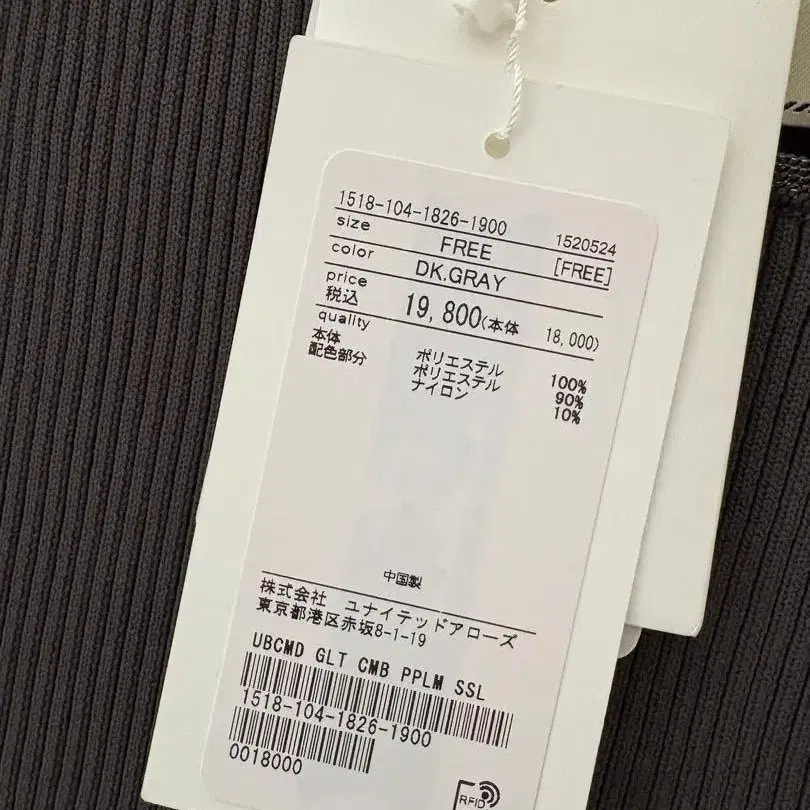 1518-104-1826-1900 1520524
size FREE [FREE]
color DK.GRAY
price
税込 19,800(本体 18,000)
quality
本体 ポリエステル 100%
配色部分 ポリエステル 90%
ナイロン 10%
中国製
株式会社 ユナイテッドアローズ
東京都港区赤坂8-1-19
UBCMD GLT CMB PPLM SSL
1518-104-1826-1900
0018000
RFID